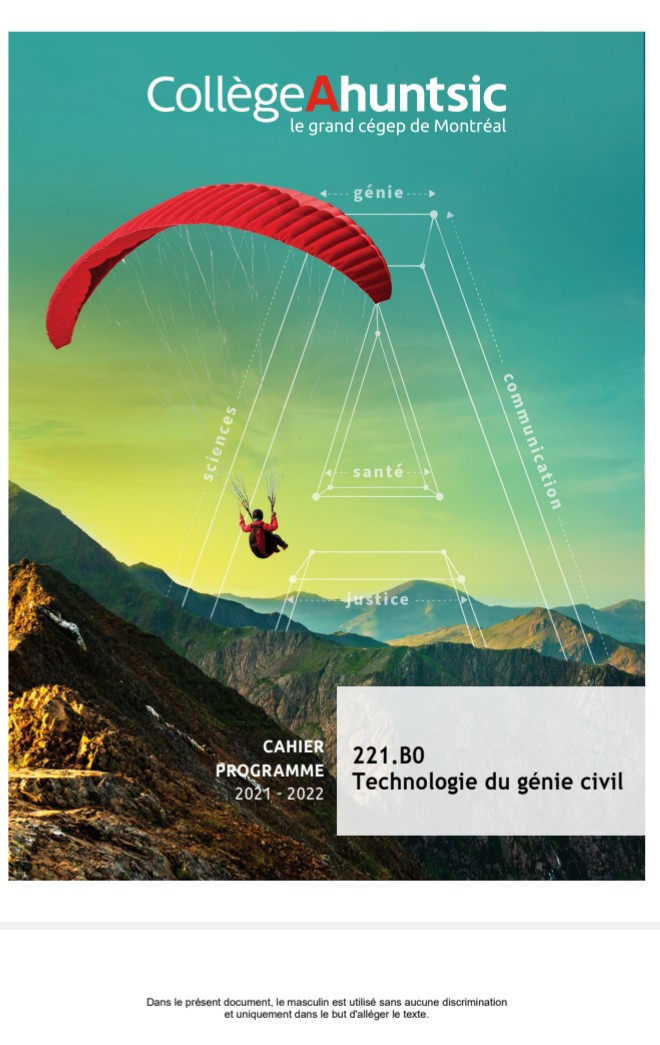 CollègeAhuntsic
le grand cégep de Montréal
génie
sciences
communication
santé
justice
CAHIER
PROGRAMME
2021 - 2022
221.B0
Technologie du génie civil
Dans le présent document, le masculin est utilisé sans aucune discrimination
et uniquement dans le but d'alléger le texte.